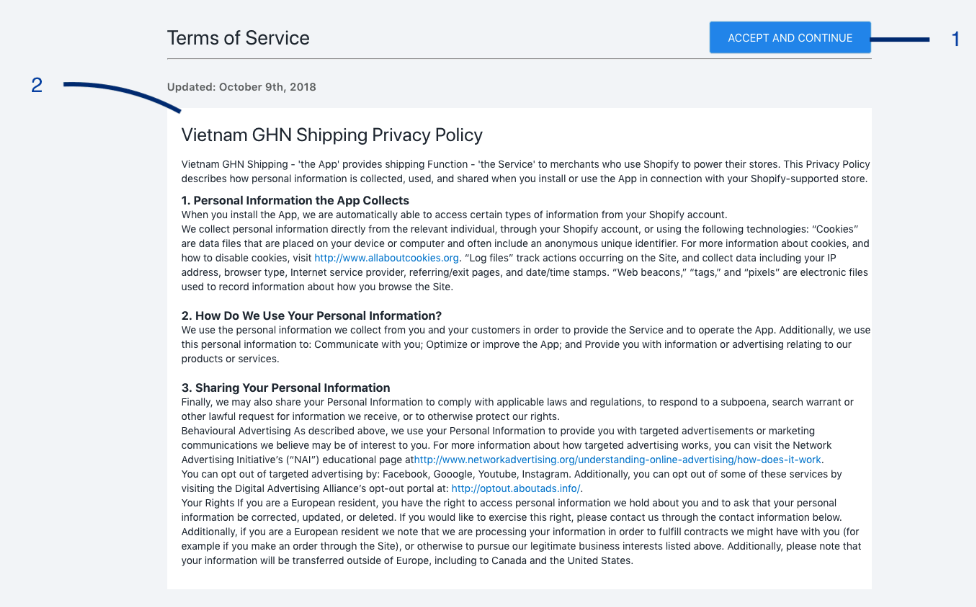 Terms of Service
ACCEPT AND CONTINUE
1
2
Updated: October 9th, 2018
Vietnam GHN Shipping Privacy Policy
Vietnam GHN Shipping - 'the App' provides shipping Function - 'the Service' to merchants who use Shopify to power their stores. This Privacy Policy
describes how personal information is collected, used, and shared when you install or use the App in connection with your Shopify-supported store.
1. Personal Information the App Collects
When you install the App, we are automatically able to access certain types of information from your Shopify account.
We collect personal information directly from the relevant individual, through your Shopify account, or using the following technologies: “Cookies”
are data files that are placed on your device or computer and often include an anonymous unique identifier. For more information about cookies, and
how to disable cookies, visit http://www.allaboutcookies.org. “Log files” track actions occurring on the Site, and collect data including your IP
address, browser type, Internet service provider, referring/exit pages, and date/time stamps. “Web beacons,” “tags,” and “pixels” are electronic files
used to record information about how you browse the Site.
2. How Do We Use Your Personal Information?
We use the personal information we collect from you and your customers in order to provide the Service and to operate the App. Additionally, we use
this personal information to: Communicate with you; Optimize or improve the App; and Provide you with information or advertising relating to our
products or services.
3. Sharing Your Personal Information
Finally, we may also share your Personal Information to comply with applicable laws and regulations, to respond to a subpoena, search warrant or
other lawful request for information we receive, or to otherwise protect our rights.
Behavioural Advertising As described above, we use your Personal Information to provide you with targeted advertisements or marketing
communications we believe may be of interest to you. For more information about how targeted advertising works, you can visit the Network
Advertising Initiative’s (“NAI”) educational page athttp://www.networkadvertising.org/understanding-online-advertising/how-does-it-work.
You can opt out of targeted advertising by: Facebook, Gooogle, Youtube, Instagram. Additionally, you can opt out of some of these services by
visiting the Digital Advertising Alliance’s opt-out portal at: http://optout.aboutads.info/.
Your Rights If you are a European resident, you have the right to access personal information we hold about you and to ask that your personal
information be corrected, updated, or deleted. If you would like to exercise this right, please contact us through the contact information below.
Additionally, if you are a European resident we note that we are processing your information in order to fulfill contracts we might have with you (for
example if you make an order through the Site), or otherwise to pursue our legitimate business interests listed above. Additionally, please note that
your information will be transferred outside of Europe, including to Canada and the United States.